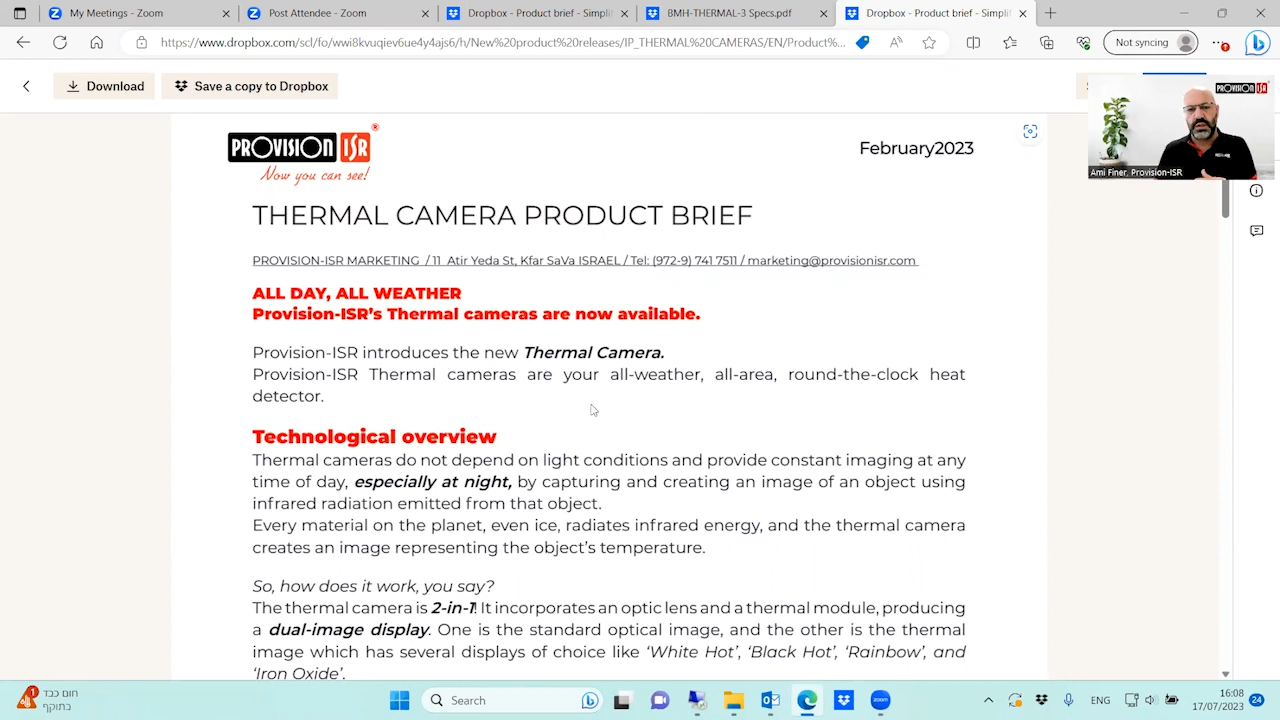 My Meetings - Zoom
Post Attendee - Zoom
Dropbox - Product brief - Simpli
BMH-THERMAL-3 Specs.pdf
Dropbox - Product brief - Simpli
https://www.dropbox.com/scl/fo/wwi8kvuqiev6ue4y4ajs6/h/New%20product%20releases/IP_THERMAL%20CAMERAS/EN/Product%...
Not syncing
Download
Save a copy to Dropbox
PROVISION ISR
Ami Finer, Provision-ISR
PROVISION ISR ®
Now you can see!
February2023
THERMAL CAMERA PRODUCT BRIEF
PROVISION-ISR MARKETING / 11 Atir Yeda St, Kfar SaVa ISRAEL / Tel: (972-9) 741 7511 / marketing@provisionisr.com
ALL DAY, ALL WEATHER
Provision-ISR’s Thermal cameras are now available.
Provision-ISR introduces the new Thermal Camera.
Provision-ISR Thermal cameras are your all-weather, all-area, round-the-clock heat
detector.
Technological overview
Thermal cameras do not depend on light conditions and provide constant imaging at any
time of day, especially at night, by capturing and creating an image of an object using
infrared radiation emitted from that object.
Every material on the planet, even ice, radiates infrared energy, and the thermal camera
creates an image representing the object’s temperature.
So, how does it work, you say?
The thermal camera is 2-in-1! It incorporates an optic lens and a thermal module, producing
a dual-image display. One is the standard optical image, and the other is the thermal
image which has several displays of choice like ‘White Hot’, ‘Black Hot’, ‘Rainbow’, and
‘Iron Oxide’.
1
חום כבד
בתוקף
Search
zoom
ENG
16:08
17/07/2023
24